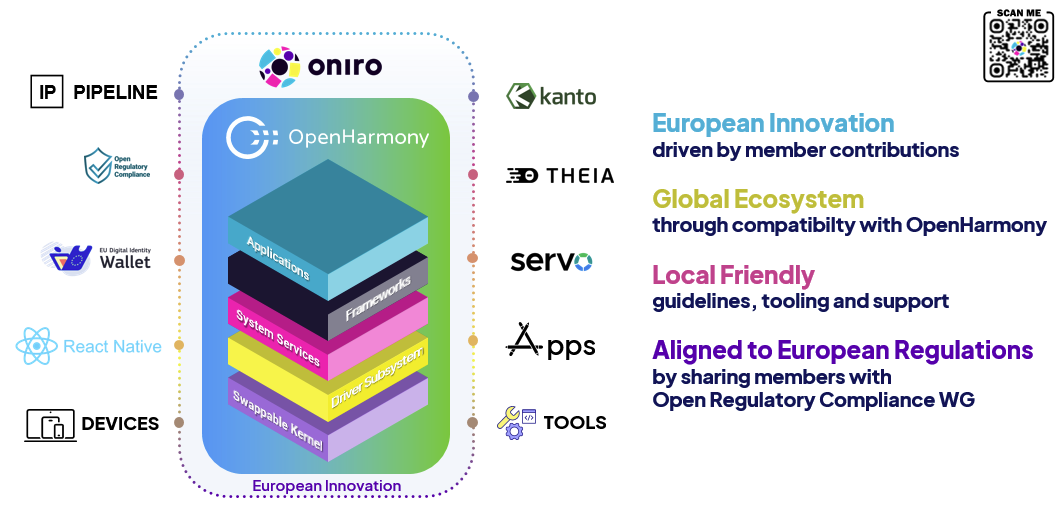 SCAN ME
oniro
OpenHarmony
Applications
Frameworks
System Services
Driver Subsystem
Swappable Kernel
European Innovation
IP PIPELINE
Open
Regulatory
Compliance
EU Digital Identity
Wallet
React Native
DEVICES
kanto
THEIA
servo
Apps
TOOLS
European Innovation
driven by member contributions
Global Ecosystem
through compatibilty with OpenHarmony
Local Friendly
guidelines, tooling and support
Aligned to European Regulations
by sharing members with
Open Regulatory Compliance WG